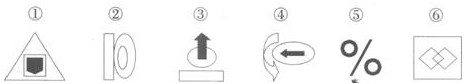 ① ② ③ ④ ⑤ ⑥
%